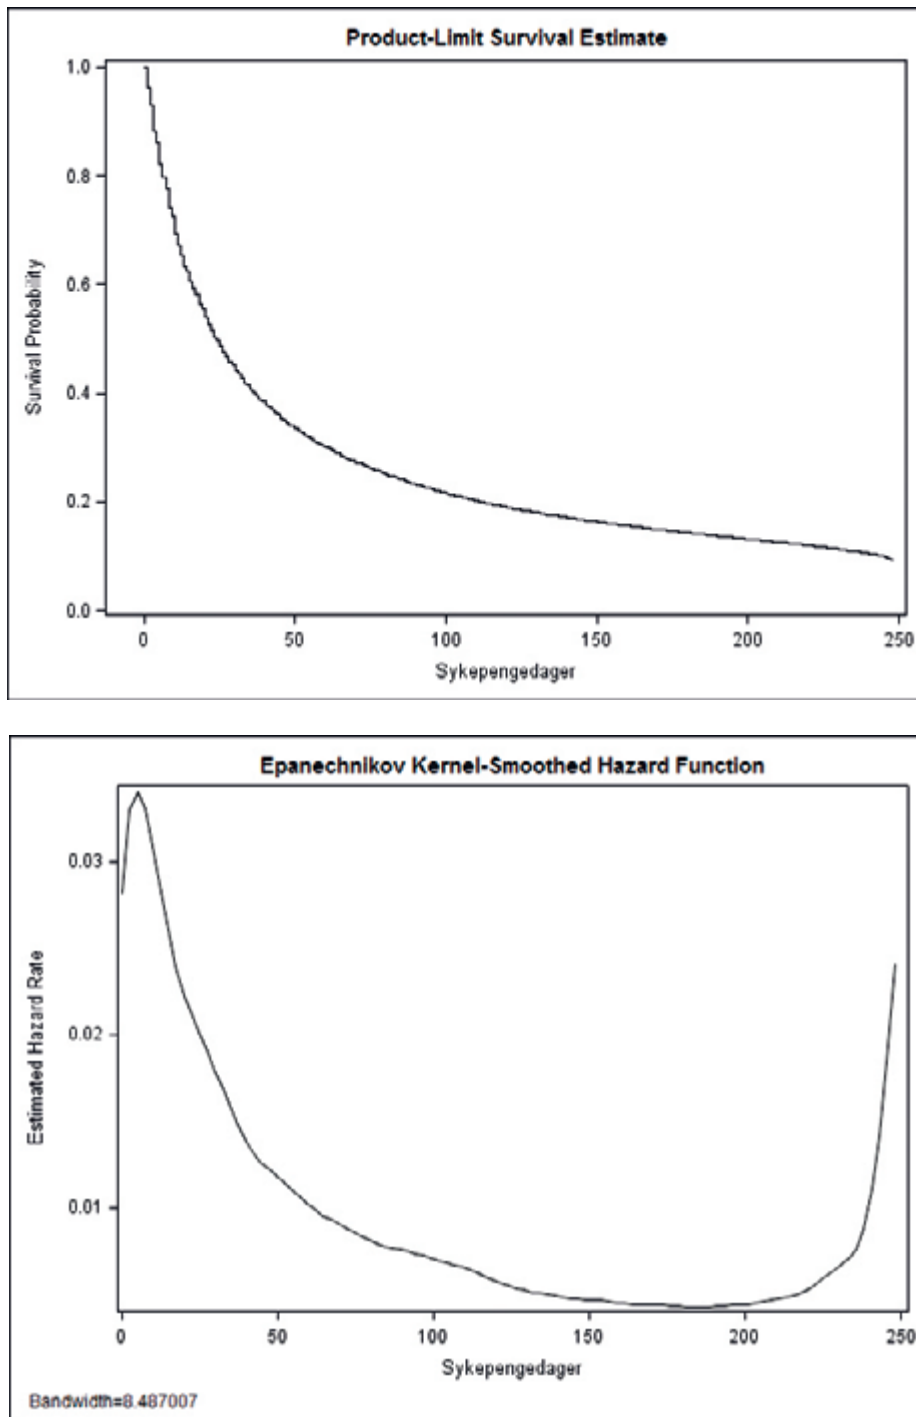 Product-Limit Survival Estimate
1.0
0.8
0.6
0.4
0.2
0.0
Survival Probability
0 50 100 150 200 250
Sykepengedager
Epanechnikov Kernel-Smoothed Hazard Function
0.03
0.02
0.01
Estimated Hazard Rate
0 50 100 150 200 250
Sykepengedager
Bandwidth=8.487007